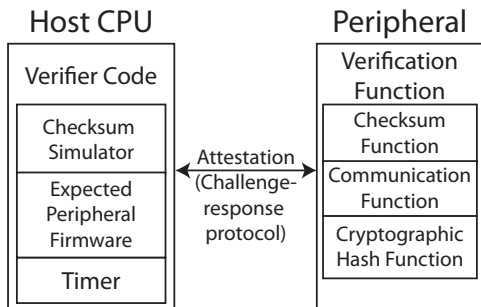 Host CPU
Verifier Code
Checksum
Simulator
Expected
Peripheral
Firmware
Timer
Attestation
(Challenge-
response
protocol)
Peripheral
Verification
Function
Checksum
Function
Communication
Function
Cryptographic
Hash Function